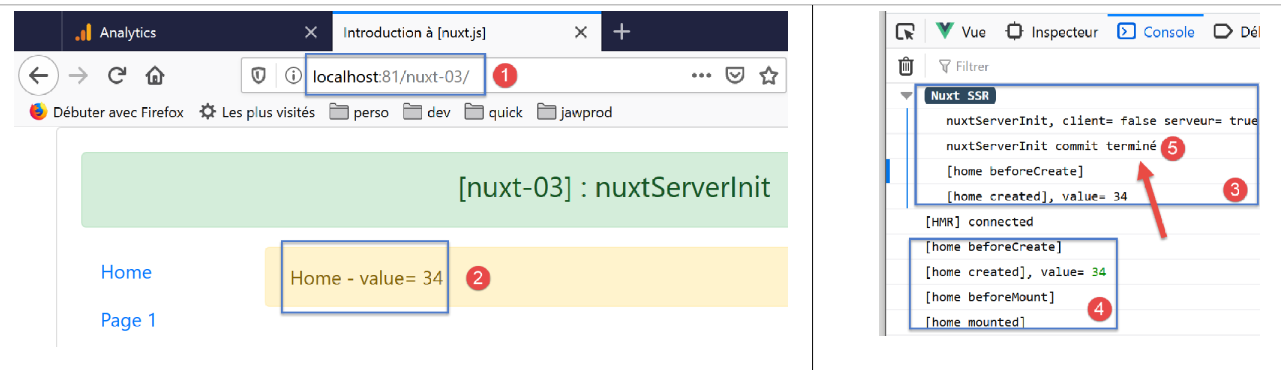 Analytics
Introduction à [nuxt.js]
localhost:81/nuxt-03/
1
Débuter avec Firefox Les plus visités perso dev quick jawprod
[nuxt-03] : nuxtServerInit
Home
Home - value= 34
2
Page 1
Vue Inspecteur Console Dél
Filtrer
Nuxt SSR
nuxtServerInit, client= false serveur= true
nuxtServerInit commit terminé
5
[home beforeCreate]
3
[home created], value= 34
[HMR] connected
[home beforeCreate]
[home created], value= 34
[home beforeMount]
4
[home mounted]